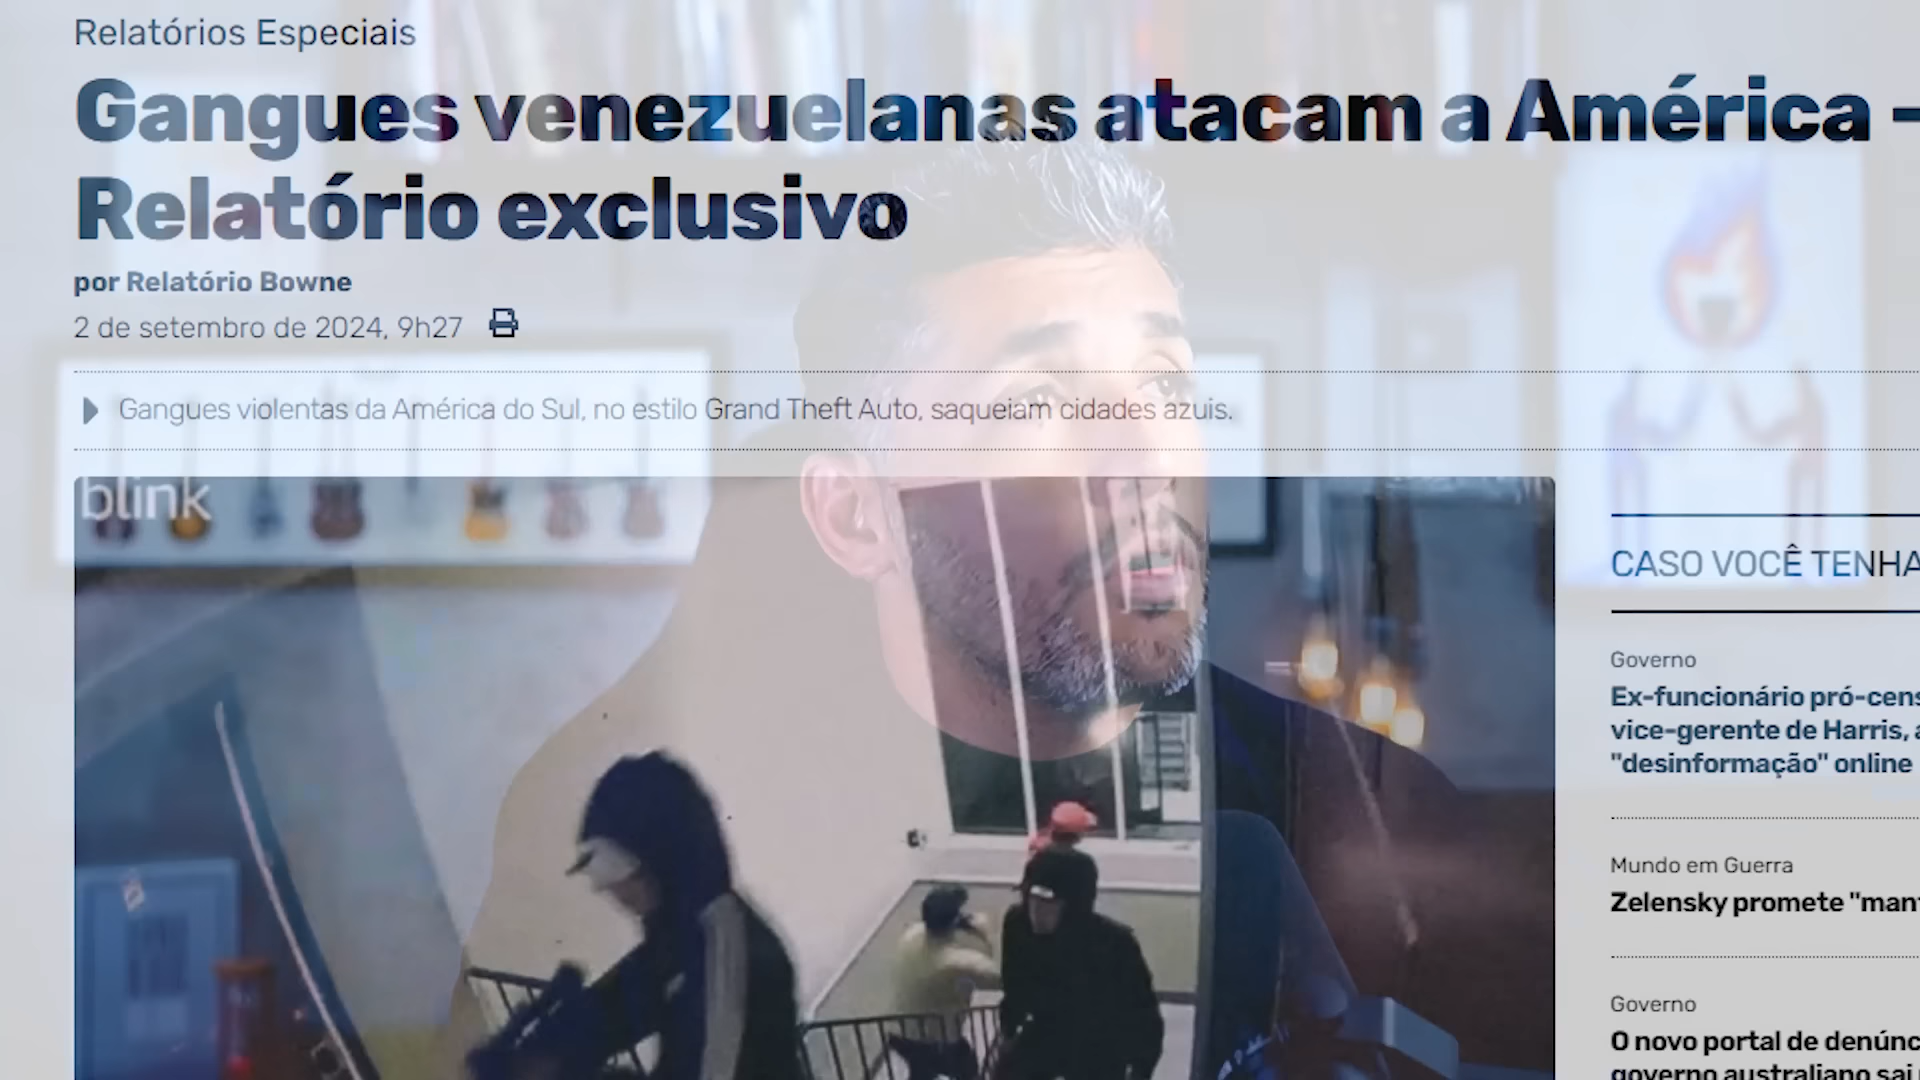 Relatórios Especiais
Gangues venezuelanas atacam a América –
Relatório exclusivo
por Relatório Bowne
2 de setembro de 2024, 9h27
Gangues violentas da América do Sul, no estilo Grand Theft Auto, saqueiam cidades azuis.
blink
CASO VOCÊ TENHA
Governo
Ex-funcionário pró-cens
vice-gerente de Harris, a
"desinformação" online
Mundo em Guerra
Zelensky promete "man
Governo
O novo portal de denúnc
governo australiano sai